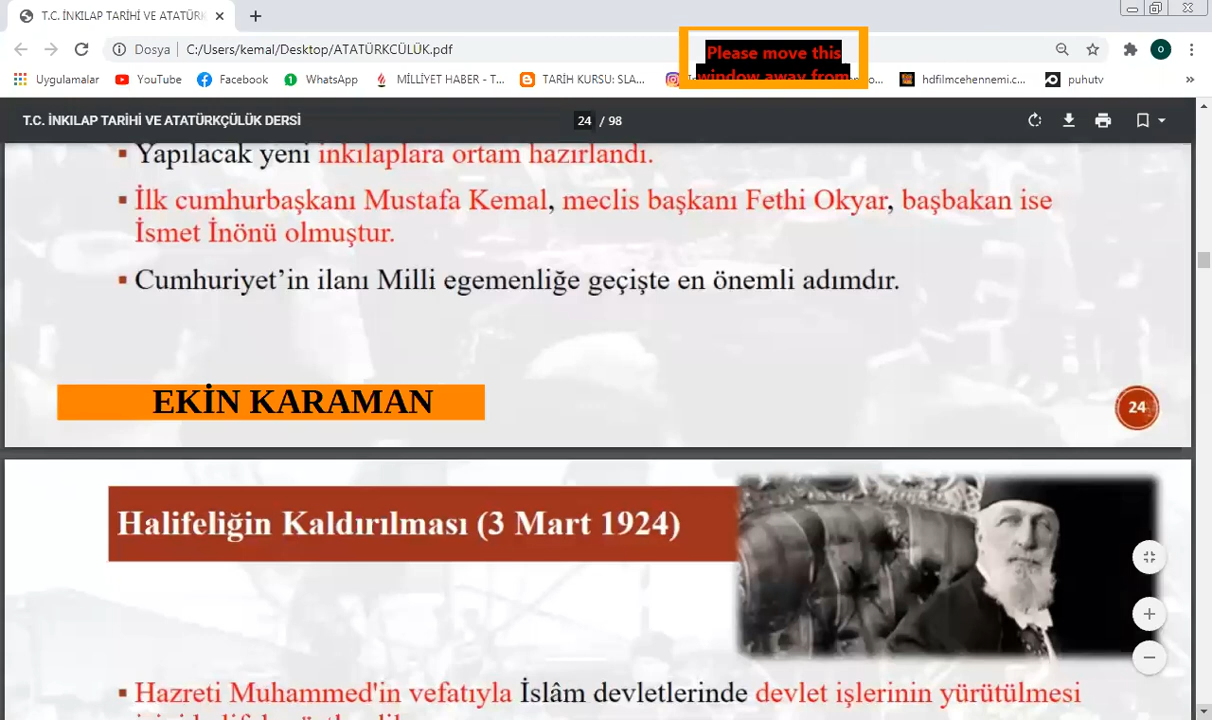 T.C. İNKILAP TARİHİ VE ATATÜRK
Dosya C:/Users/kemal/Desktop/ATATÜRKCÜLÜK.pdf
Please move this
window away from
Uygulamalar YouTube Facebook WhatsApp MİLLİYET HABER - T... TARİH KURSU: SLA... hdfilmcehennemi.c... puhutv
T.C. İNKILAP TARİHİ VE ATATÜRKÇÜLÜK DERSİ 24 / 98
Yapılacak yeni inkılaplara ortam hazırlandı.
İlk cumhurbaşkanı Mustafa Kemal, meclis başkanı Fethi Okyar, başbakan ise
İsmet İnönü olmuştur.
Cumhuriyet’in ilanı Milli egemenliğe geçişte en önemli adımdır.
EKİN KARAMAN
24
Halifeliğin Kaldırılması (3 Mart 1924)
Hazreti Muhammed'in vefatıyla İslâm devletlerinde devlet işlerinin yürütülmesi